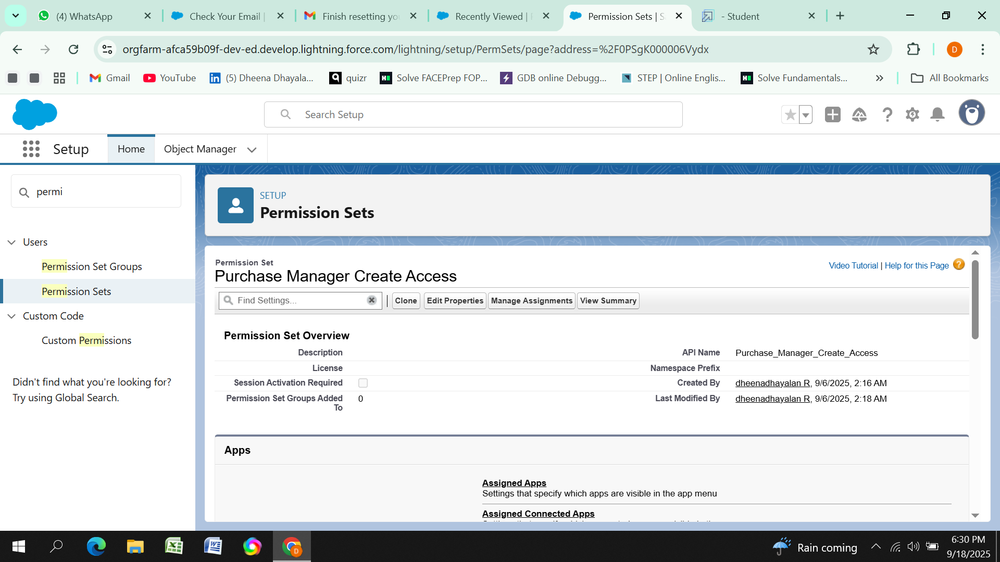 (4) WhatsApp
Check Your Email |
Finish resetting yo
Recently Viewed |
Permission Sets | S
- Student
orgfarm-afca59b09f-dev-ed.develop.lightning.force.com/lightning/setup/PermSets/page?address=%2F0PSgK000006Vydx
D
Gmail
YouTube
(5) Dheena Dhayala...
quizr
Solve FACEPrep FOP...
GDB online Debugg...
STEP | Online Englis...
Solve Fundamentals...
»
All Bookmarks
Search Setup
Setup
Home
Object Manager
permi
Users
Permission Set Groups
Permission Sets
Custom Code
Custom Permissions
Didn't find what you're looking for?
Try using Global Search.
SETUP
Permission Sets
Permission Set
Purchase Manager Create Access
Video Tutorial | Help for this Page
Find Settings...
Clone
Edit Properties
Manage Assignments
View Summary
Permission Set Overview
Description
API Name Purchase_Manager_Create_Access
License
Namespace Prefix
Session Activation Required
Created By dheenadhayalan R, 9/6/2025, 2:16 AM
Permission Set Groups Added To 0
Last Modified By dheenadhayalan R, 9/6/2025, 2:18 AM
Apps
Assigned Apps
Settings that specify which apps are visible in the app menu
Assigned Connected Apps
Rain coming
6:30 PM
9/18/2025